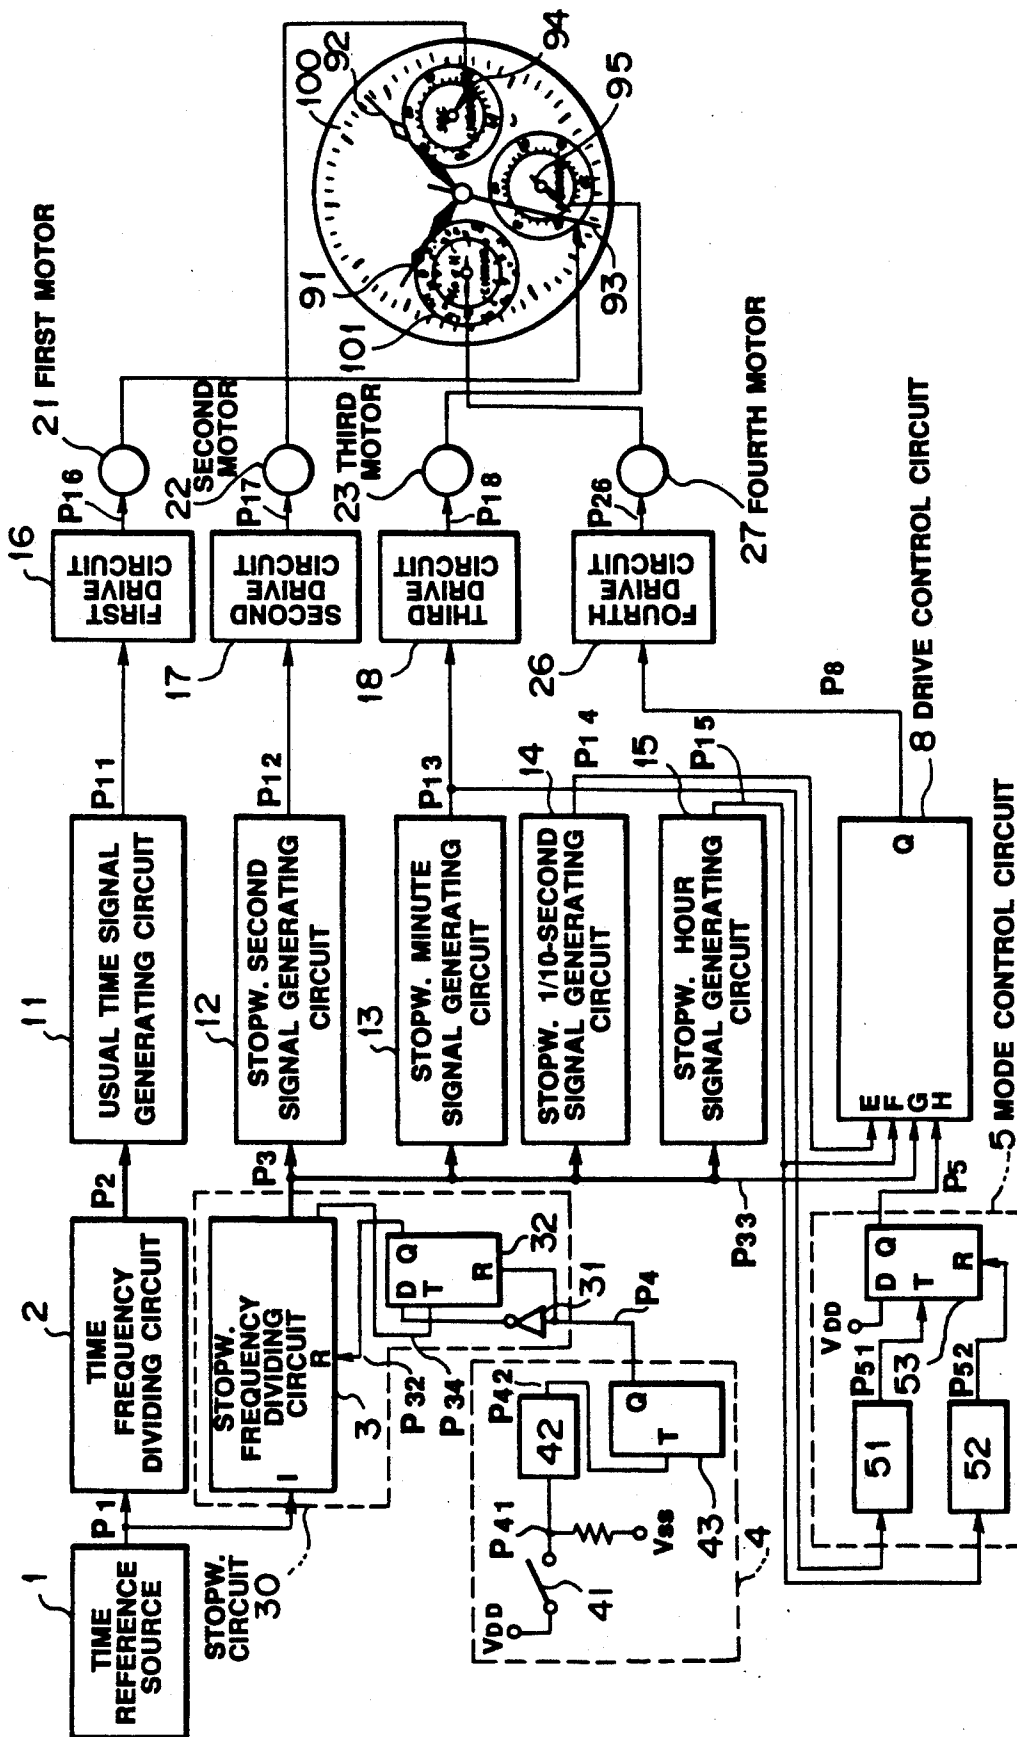 1
TIME
REFERENCE
SOURCE
P1
2
TIME
FREQUENCY
DIVIDING CIRCUIT
P2
11
USUAL TIME SIGNAL
GENERATING CIRCUIT
P11
16
FIRST
DRIVE
CIRCUIT
P16
21 FIRST MOTOR
STOPW.
CIRCUIT
30
STOPW.
FREQUENCY
DIVIDING
CIRCUIT
I
R
3
P3
12
STOPW. SECOND
SIGNAL GENERATING
CIRCUIT
P12
17
SECOND
DRIVE
CIRCUIT
P17
22
SECOND
MOTOR
P32
P34
D
Q
T
R
32
31
P4
13
STOPW. MINUTE
SIGNAL GENERATING
CIRCUIT
P13
18
THIRD
DRIVE
CIRCUIT
P18
23 THIRD
MOTOR
14
STOPW. 1/10-SECOND
SIGNAL GENERATING
CIRCUIT
P14
26
FOURTH
DRIVE
CIRCUIT
P26
27 FOURTH MOTOR
15
STOPW. HOUR
SIGNAL GENERATING
CIRCUIT
P15
P33
P8
VDD
41
P41
VSS
42
P42
Q
T
43
4
E
F
G
H
Q
8 DRIVE CONTROL CIRCUIT
51
52
P51
P52
VDD
D
Q
T
R
53
P5
5 MODE CONTROL CIRCUIT
91
92
93
94
95
100
101